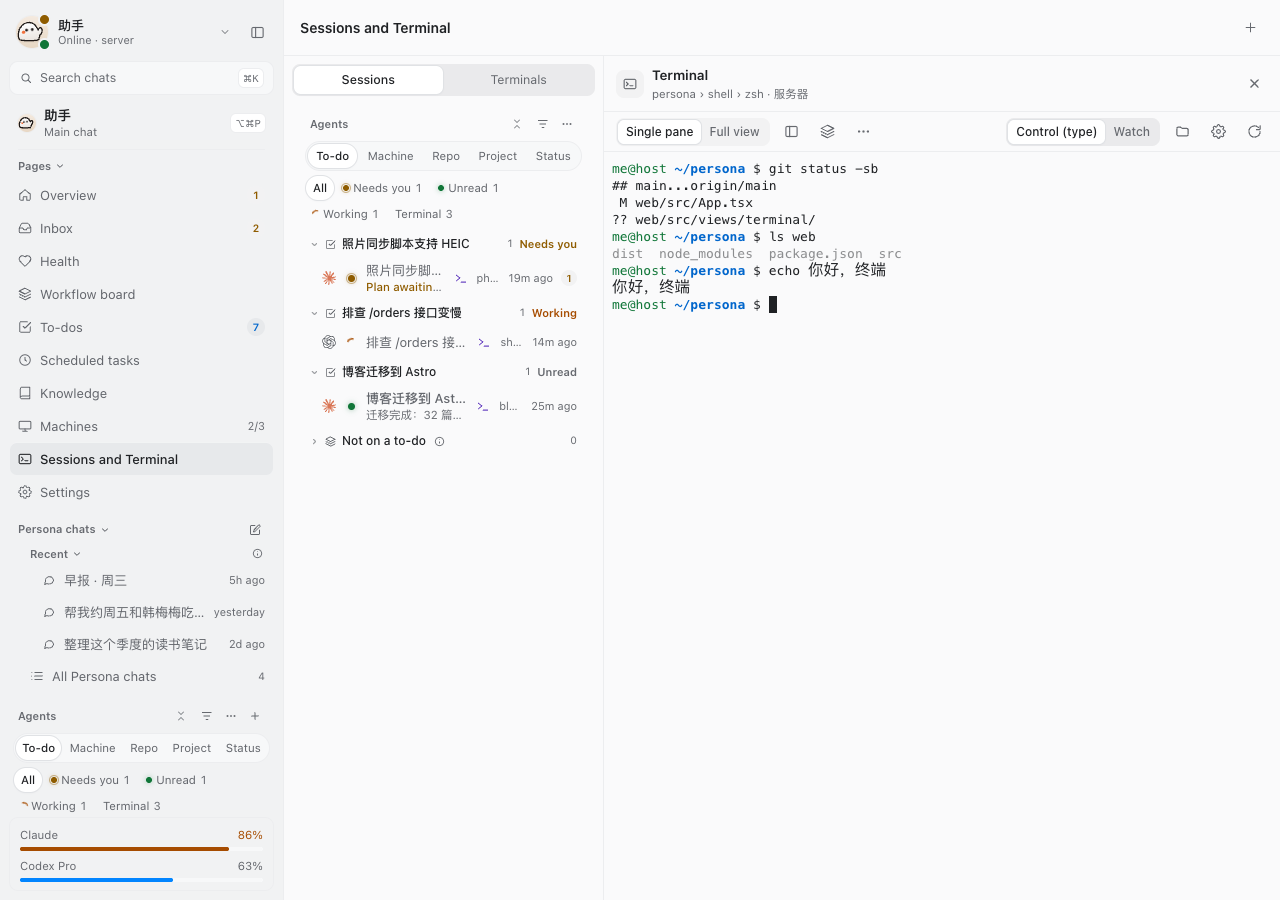 助手
Online · server
Search chats
⌘K
助手
Main chat
⌥⌘P
Pages
Overview 1
Inbox 2
Health
Workflow board
To-dos 7
Scheduled tasks
Knowledge
Machines 2/3
Sessions and Terminal
Settings
Persona chats
Recent
早报 · 周三 5h ago
帮我约周五和韩梅梅吃... yesterday
整理这个季度的读书笔记 2d ago
All Persona chats 4
Agents
To-do Machine Repo Project Status
All Needs you 1 Unread 1
Working 1 Terminal 3
Claude 86%
Codex Pro 63%
Sessions and Terminal
Sessions Terminals
Agents
To-do Machine Repo Project Status
All Needs you 1 Unread 1
Working 1 Terminal 3
照片同步脚本支持 HEIC 1 Needs you
照片同步脚... ph... 19m ago 1
Plan awaitin...
排查 /orders 接口变慢 1 Working
排查 /orders 接... sh... 14m ago
博客迁移到 Astro 1 Unread
博客迁移到 Ast... bl... 25m ago
迁移完成：32 篇...
Not on a to-do 0
Terminal
persona › shell › zsh · 服务器
Single pane Full view
Control (type) Watch
me@host ~/persona $ git status -sb
## main...origin/main
 M web/src/App.tsx
?? web/src/views/terminal/
me@host ~/persona $ ls web
dist node_modules package.json src
me@host ~/persona $ echo 你好，终端
你好，终端
me@host ~/persona $